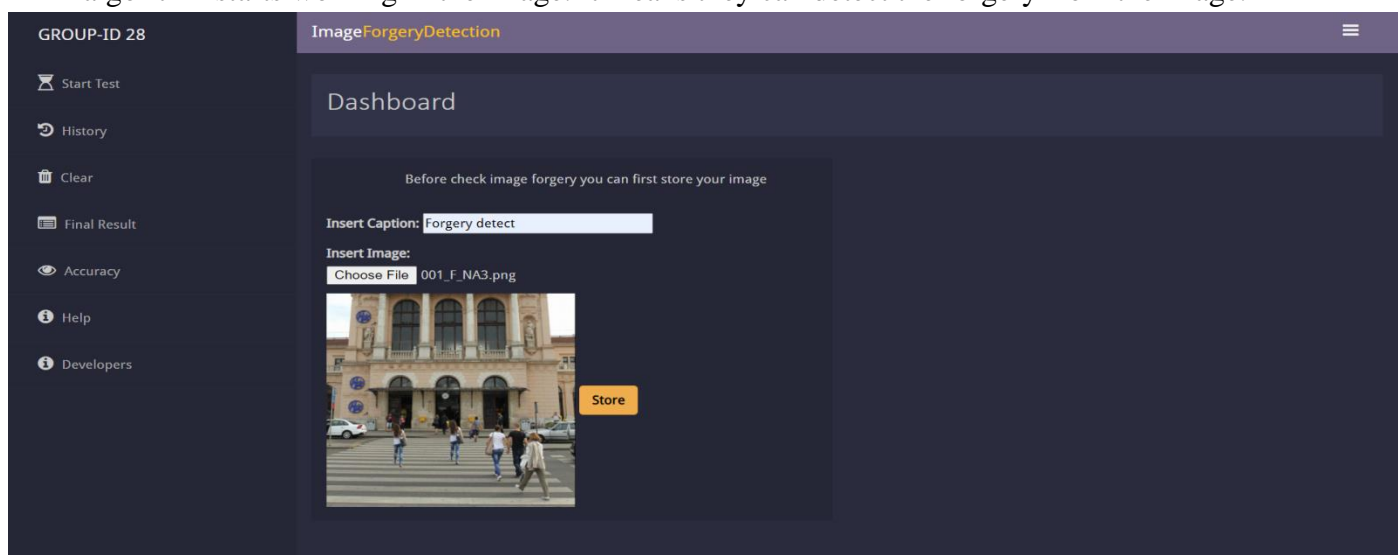 GROUP-ID 28
ImageForgeryDetection
Start Test
History
Clear
Final Result
Accuracy
Help
Developers
Dashboard
Before check image forgery you can first store your image
Insert Caption: Forgery detect
Insert Image:
Choose File 001_F_NA3.png
Store